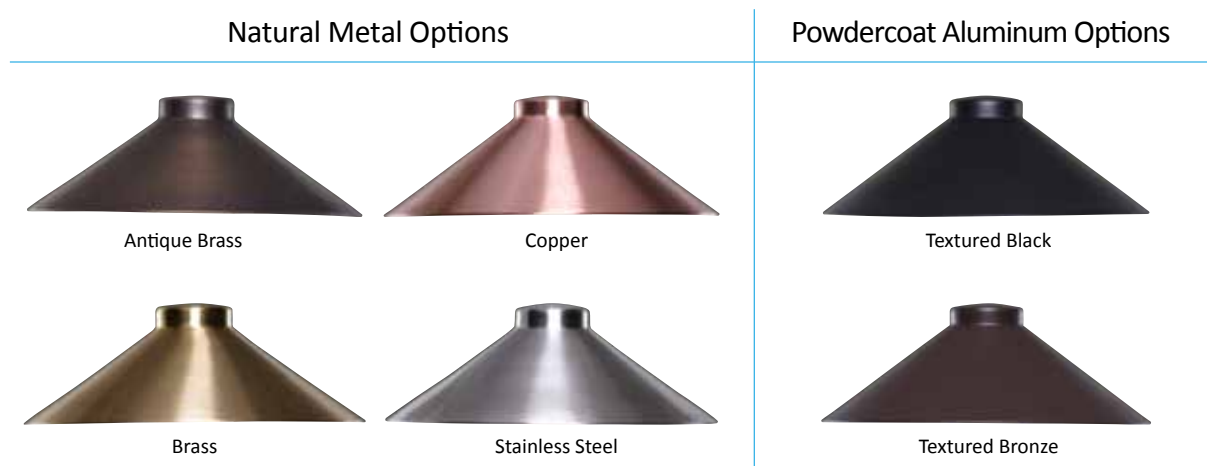 Natural Metal Options
Powdercoat Aluminum Options
Antique Brass
Copper
Textured Black
Brass
Stainless Steel
Textured Bronze